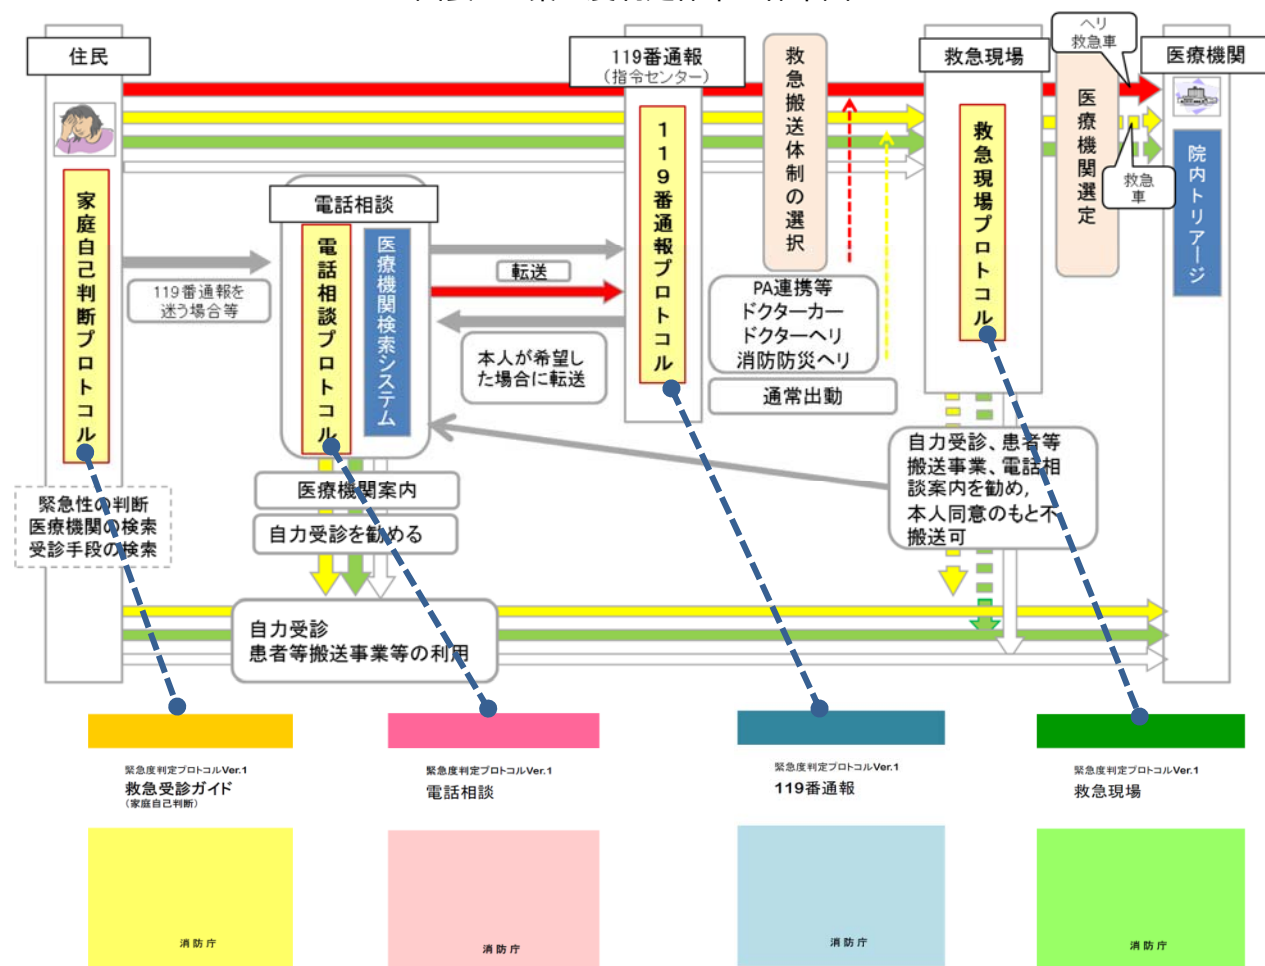 住民
119番通報
（指令センター）
救急搬送体制の選択
救急現場
ヘリ
救急車
医療機関
医療機関選定
救急
車
院内トリアージ
家庭自己判断プロトコル
119番通報を
迷う場合等
電話相談
電話相談プロトコル
医療機関検索システム
転送
本人が希望し
た場合に転送
119番通報プロトコル
PA連携等
ドクターカー
ドクターヘリ
消防防災ヘリ
通常出動
救急現場プロトコル
自力受診、患者等
搬送事業、電話相
談案内を勧め,
本人同意のもと不
搬送可
緊急性の判断
医療機関の検索
受診手段の検索
医療機関案内
自力受診を勧める
自力受診
患者等搬送事業等の利用
緊急度判定プロトコルVer.1
救急受診ガイド
（家庭自己判断）
消防庁
緊急度判定プロトコルVer.1
電話相談
消防庁
緊急度判定プロトコルVer.1
119番通報
消防庁
緊急度判定プロトコルVer.1
救急現場
消防庁